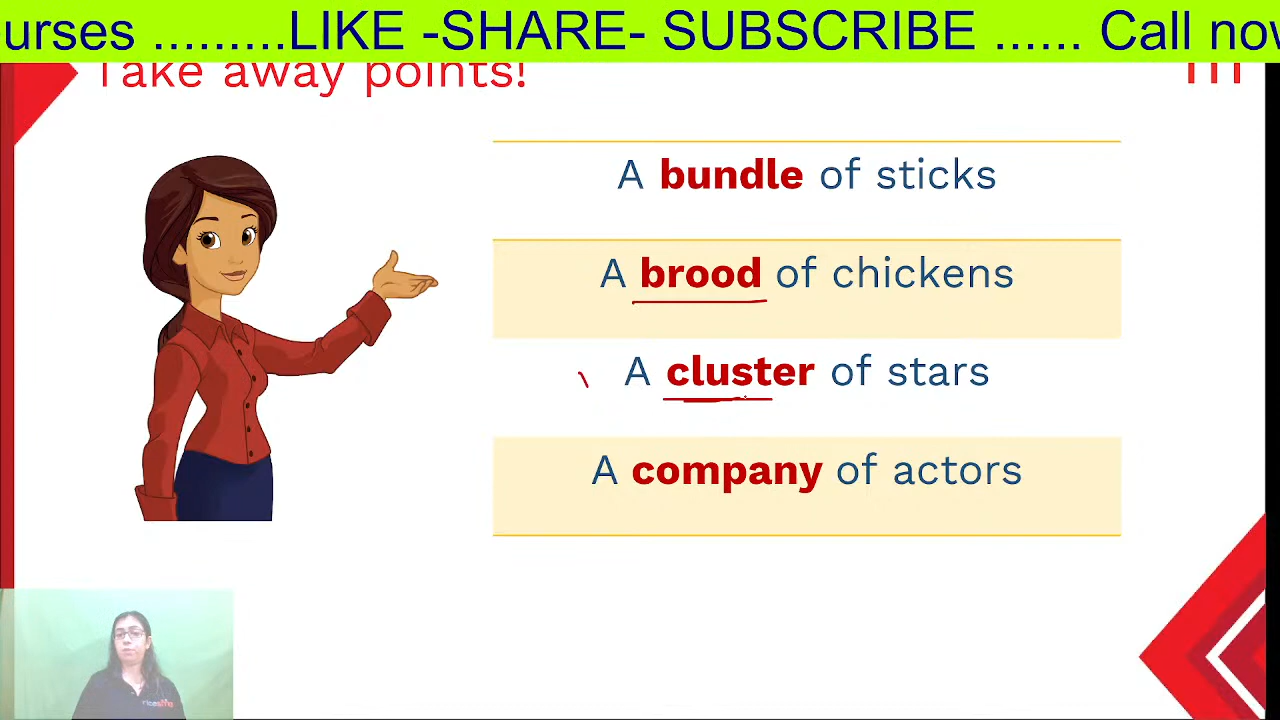 urses .........LIKE -SHARE- SUBSCRIBE ...... Call now
Take away points!
A bundle of sticks
A brood of chickens
A cluster of stars
A company of actors